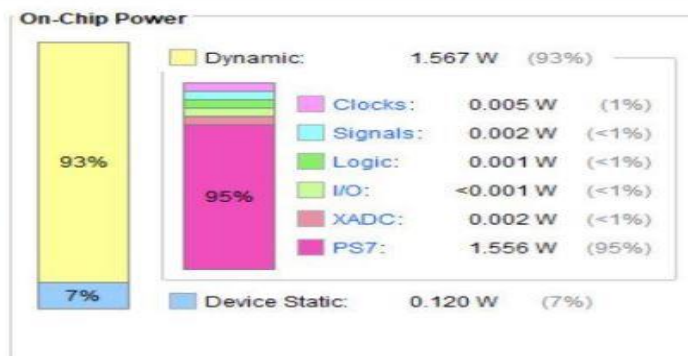 On-Chip Power
Dynamic: 1.567 W (93%)
Clocks: 0.005 W (1%)
Signals: 0.002 W (<1%)
93%
Logic: 0.001 W (<1%)
95%
I/O: <0.001 W (<1%)
XADC: 0.002 W (<1%)
PS7: 1.556 W (95%)
7%
Device Static: 0.120 W (7%)